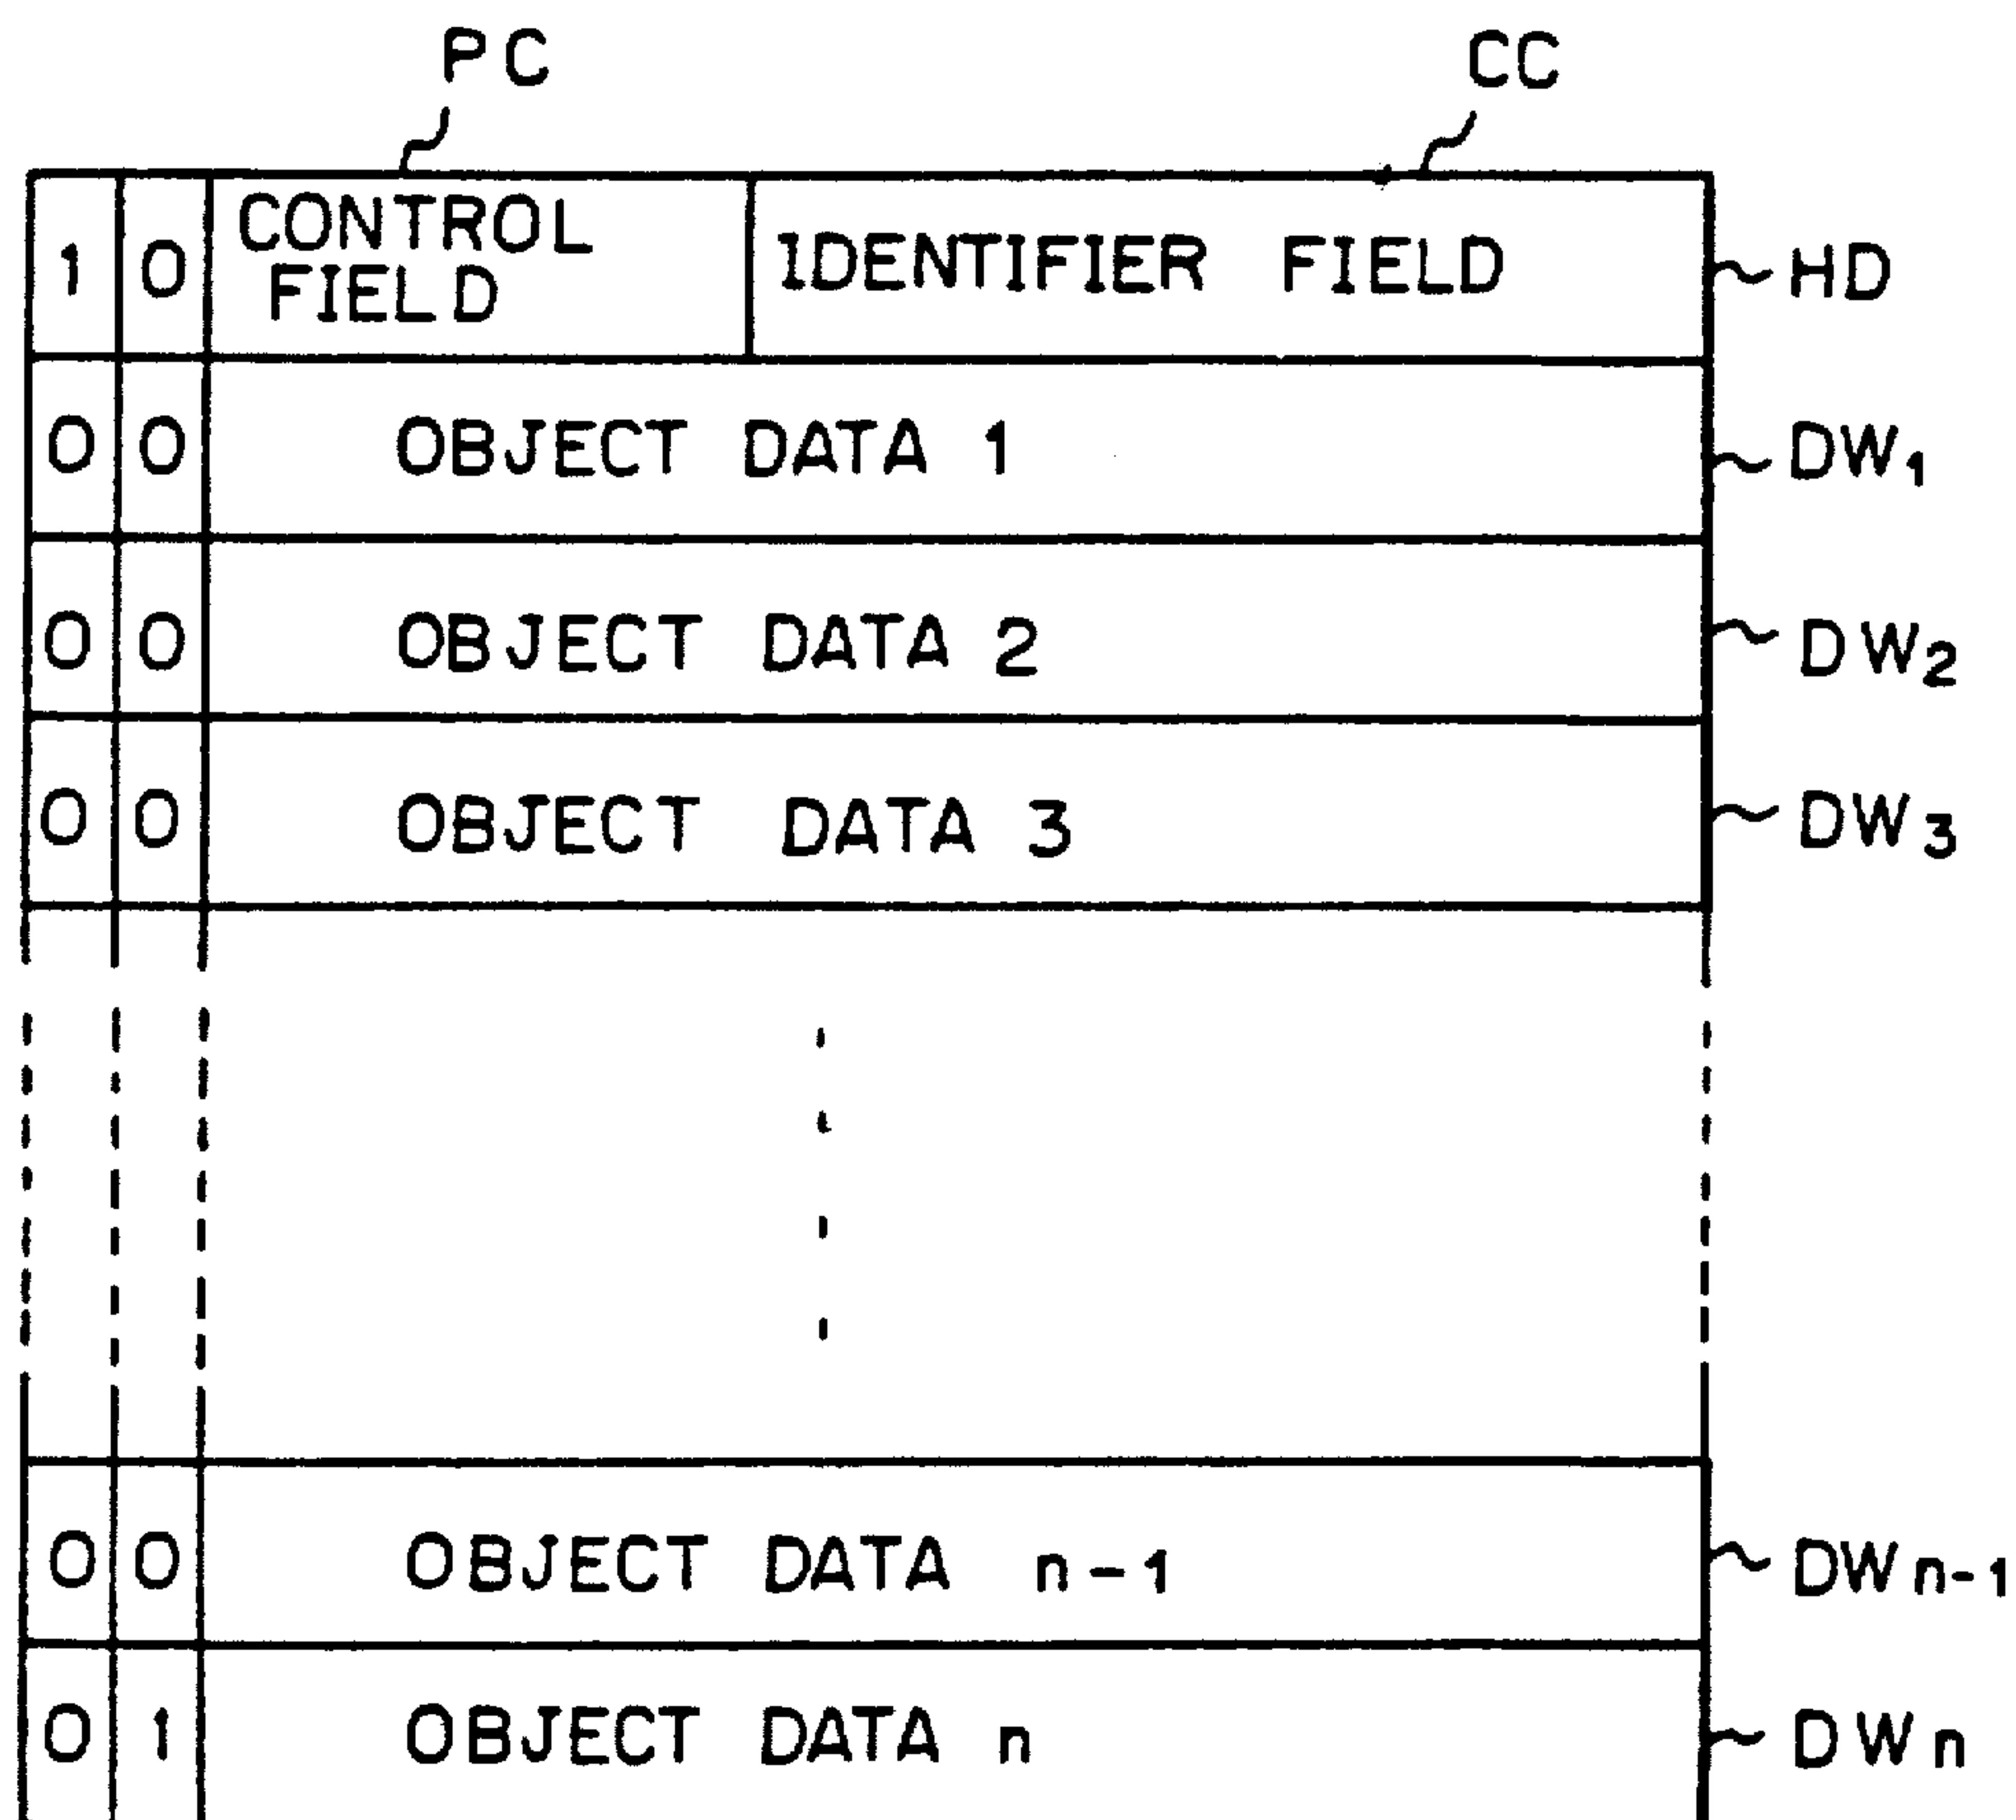 PC CC
1 0 CONTROL FIELD IDENTIFIER FIELD HD
0 0 OBJECT DATA 1 DW1
0 0 OBJECT DATA 2 DW2
0 0 OBJECT DATA 3 DW3
0 0 OBJECT DATA n-1 DWn-1
0 1 OBJECT DATA n DWn